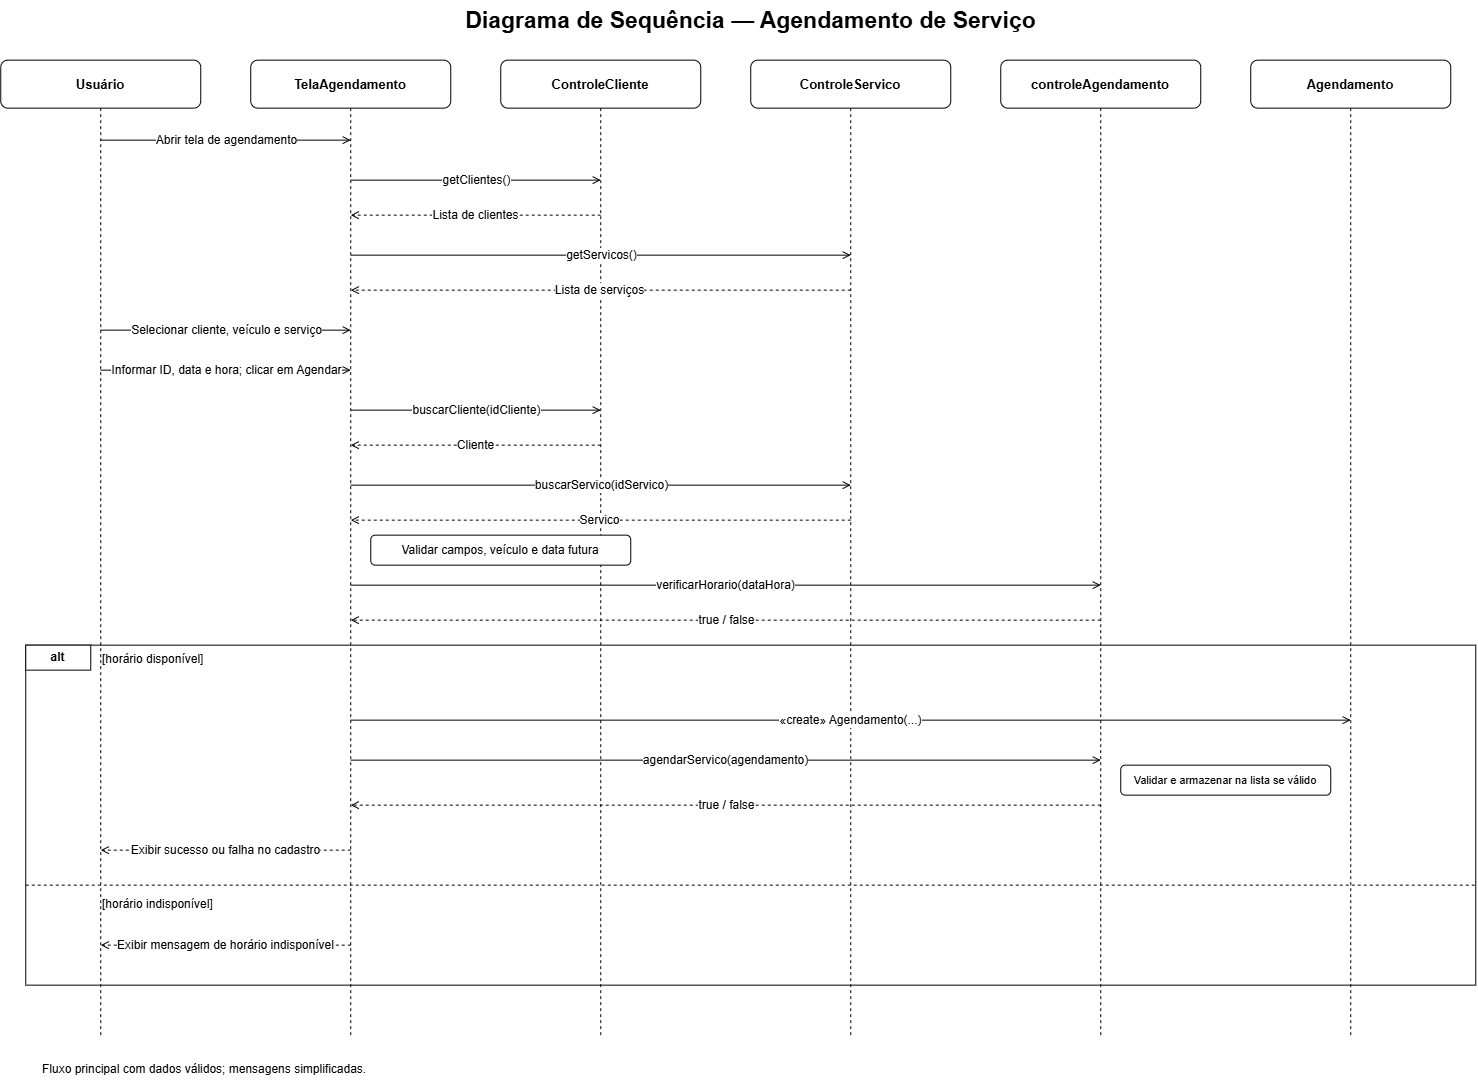 Diagrama de Sequência — Agendamento de Serviço
Usuário
TelaAgendamento
ControleCliente
ControleServico
controleAgendamento
Agendamento
Abrir tela de agendamento
getClientes()
Lista de clientes
getServicos()
Lista de serviços
Selecionar cliente, veículo e serviço
Informar ID, data e hora; clicar em Agendar
buscarCliente(idCliente)
Cliente
buscarServico(idServico)
Servico
Validar campos, veículo e data futura
verificarHorario(dataHora)
true / false
alt
[horário disponível]
«create» Agendamento(...)
agendarServico(agendamento)
Validar e armazenar na lista se válido
true / false
Exibir sucesso ou falha no cadastro
[horário indisponível]
Exibir mensagem de horário indisponível
Fluxo principal com dados válidos; mensagens simplificadas.